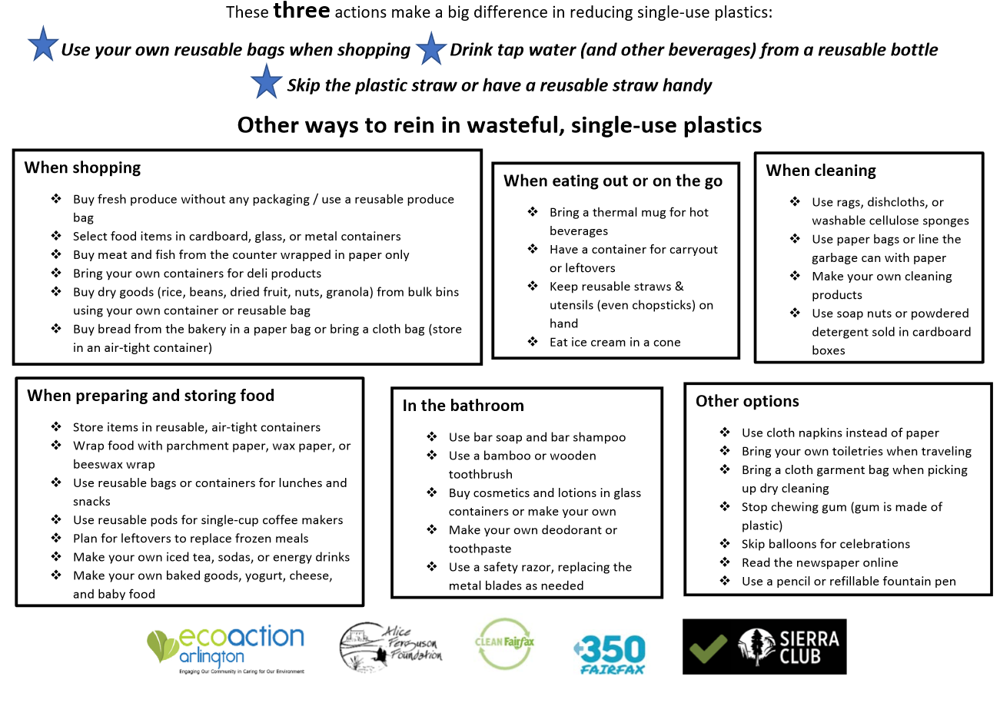 These three actions make a big difference in reducing single-use plastics:
Use your own reusable bags when shopping Drink tap water (and other beverages) from a reusable bottle
Skip the plastic straw or have a reusable straw handy
Other ways to rein in wasteful, single-use plastics
When shopping
❖ Buy fresh produce without any packaging / use a reusable produce
bag
❖ Select food items in cardboard, glass, or metal containers
❖ Buy meat and fish from the counter wrapped in paper only
❖ Bring your own containers for deli products
❖ Buy dry goods (rice, beans, dried fruit, nuts, granola) from bulk bins
using your own container or reusable bag
❖ Buy bread from the bakery in a paper bag or bring a cloth bag (store
in an air-tight container)
When eating out or on the go
❖ Bring a thermal mug for hot
beverages
❖ Have a container for carryout
or leftovers
❖ Keep reusable straws &
utensils (even chopsticks) on
hand
❖ Eat ice cream in a cone
When cleaning
❖ Use rags, dishcloths, or
washable cellulose sponges
❖ Use paper bags or line the
garbage can with paper
❖ Make your own cleaning
products
❖ Use soap nuts or powdered
detergent sold in cardboard
boxes
When preparing and storing food
❖ Store items in reusable, air-tight containers
❖ Wrap food with parchment paper, wax paper, or
beeswax wrap
❖ Use reusable bags or containers for lunches and
snacks
❖ Use reusable pods for single-cup coffee makers
❖ Plan for leftovers to replace frozen meals
❖ Make your own iced tea, sodas, or energy drinks
❖ Make your own baked goods, yogurt, cheese,
and baby food
In the bathroom
❖ Use bar soap and bar shampoo
❖ Use a bamboo or wooden
toothbrush
❖ Buy cosmetics and lotions in glass
containers or make your own
❖ Make your own deodorant or
toothpaste
❖ Use a safety razor, replacing the
metal blades as needed
Other options
❖ Use cloth napkins instead of paper
❖ Bring your own toiletries when traveling
❖ Bring a cloth garment bag when picking
up dry cleaning
❖ Stop chewing gum (gum is made of
plastic)
❖ Skip balloons for celebrations
❖ Read the newspaper online
❖ Use a pencil or refillable fountain pen
ecoaction
arlington
Engaging Our Community in Caring for Our Environment
Alice
Ferguson
Foundation
CLEAN Fairfax
350
FAIRFAX
SIERRA
CLUB